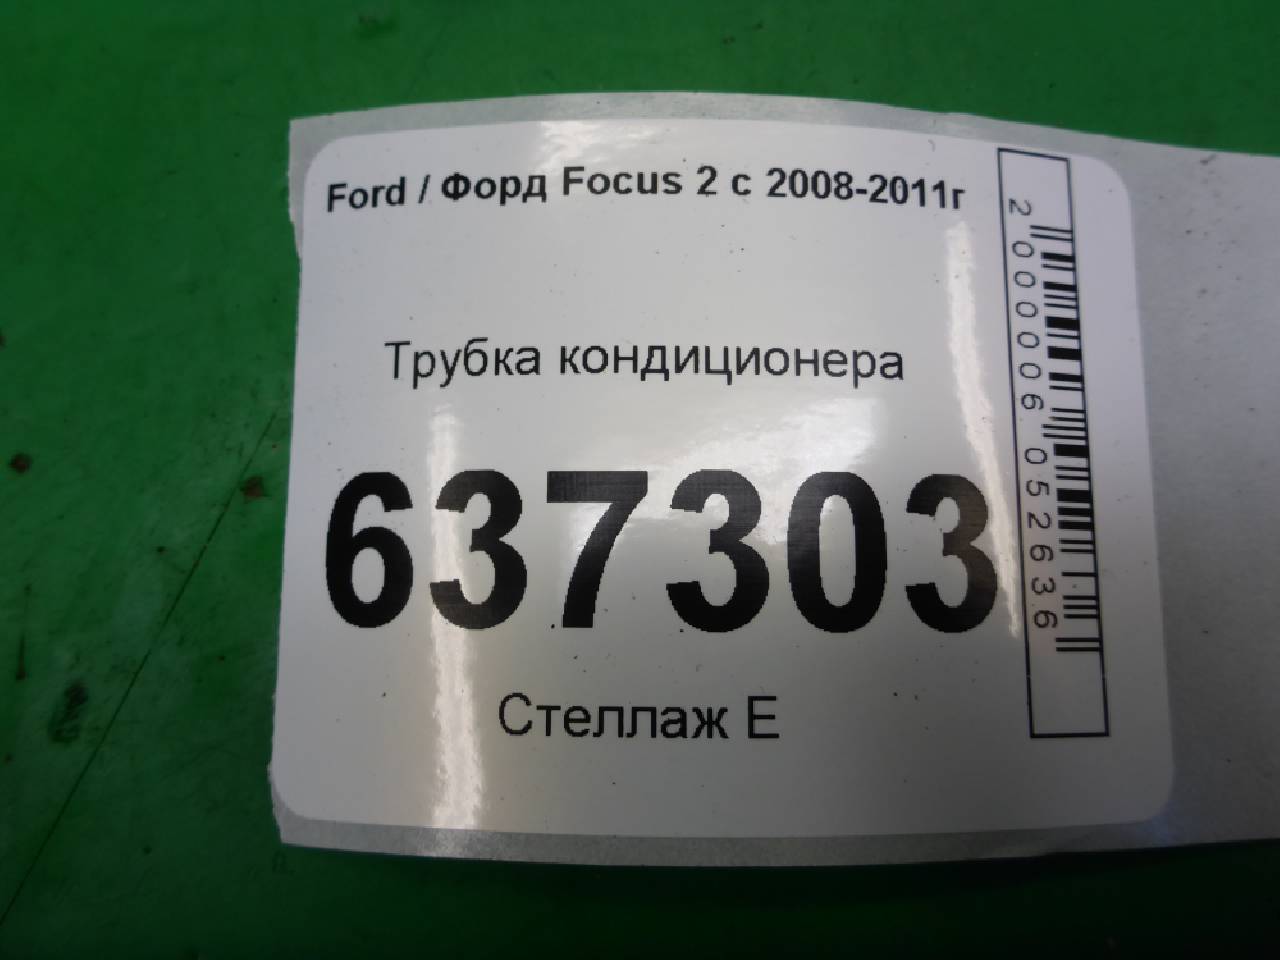 Ford / Форд Focus 2 с 2008-2011г
Трубка кондиционера
637303
Стеллаж Е
2000006052636